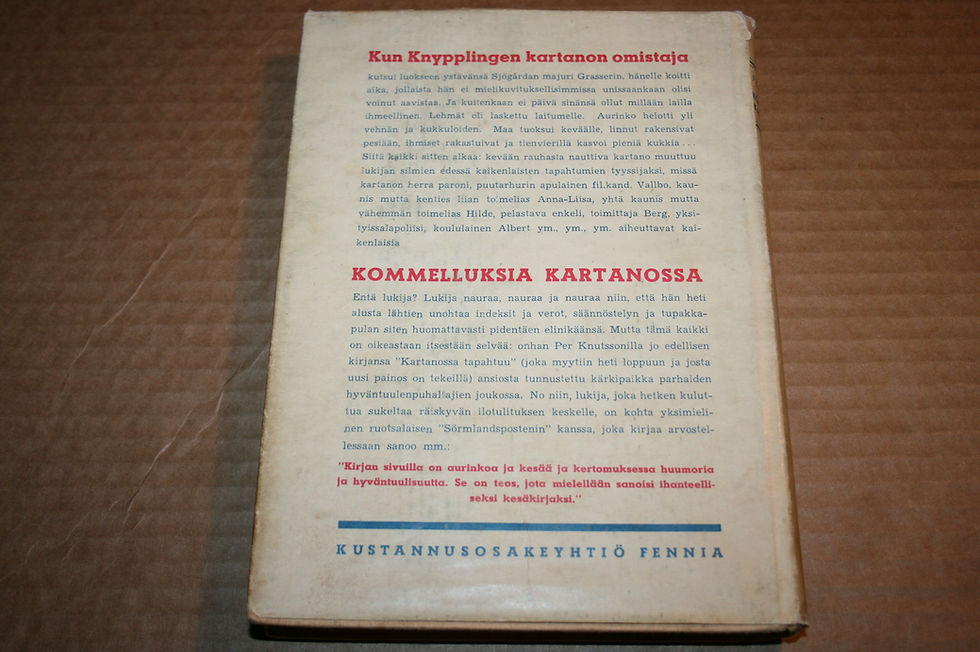 Kun Knypplingen kartanon omistaja
kutsui luokseen ystävänsä Sjögårdan majuri Grasserin, hänelle koitti
aika, jollaista hän ei mielikuvituksellisimmissa unissaankaan olisi
voinut aavistaa. Ja kuitenkaan ei päivä sinänsä ollut millään lailla
ihmeellinen. Lehmät oli laskettu laitumelle. Aurinko helotti yli
vehnän ja kukkuloiden. Maa tuoksui keväälle, linnut rakensivat
pesiään, ihmiset rakastuivat ja tienvierillä kasvoi pieniä kukkia...
Siitä kaikki sitten alkaa: kevään rauhasta nauttiva kartano muuttuu
lukijan silmien edessä kaikenlaisten tapahtumien tyyssijaksi, missä
kartanon herra paroni, puutarhurin apulainen fil.kand. Vallbo, kau-
nis mutta kenties liian toimelias Anna-Liisa, yhtä kaunis mutta
vähemmän toimelias Hilde, pelastava enkeli, toimittaja Berg, yksi-
tyissalapoliisi, koululainen Albert ym., ym., ym. aiheuttavat kai-
kenlaisia
KOMMELLUKSIA KARTANOSSA
Entä lukija? Lukija nauraa, nauraa ja nauraa niin, että hän heti
alusta lähtien unohtaa indeksit ja verot, säännöstelyn ja tupakka-
pulan siten huomattavasti pidentäen elinikäänsä. Mutta tämä kaikki
on oikeastaan itsestään selvää: onhan Per Knutssonilla jo edellisen
kirjansa "Kartanossa tapahtuu" (joka myytiin heti loppuun ja josta
uusi painos on tekeillä) ansiosta tunnustettu kärkipaikka parhaiden
hyväntuulenpuhaltajien joukossa. No niin, lukija, joka hetken kulut-
tua sukeltaa räiskyvän ilotulituksen keskelle, on kohta yksimieli-
nen ruotsalaisen "Sörmlandspostenin" kanssa, joka kirjaa arvostel-
lessaan sanoo mm.:
"Kirjan sivuilla on aurinkoa ja kesää ja kertomuksessa huumoria
ja hyväntuulisuutta. Se on teos, jota mielellään sanoisi ihanteelli-
seksi kesäkirjaksi."
KUSTANNUSOSAKEYHTIÖ FENNIA